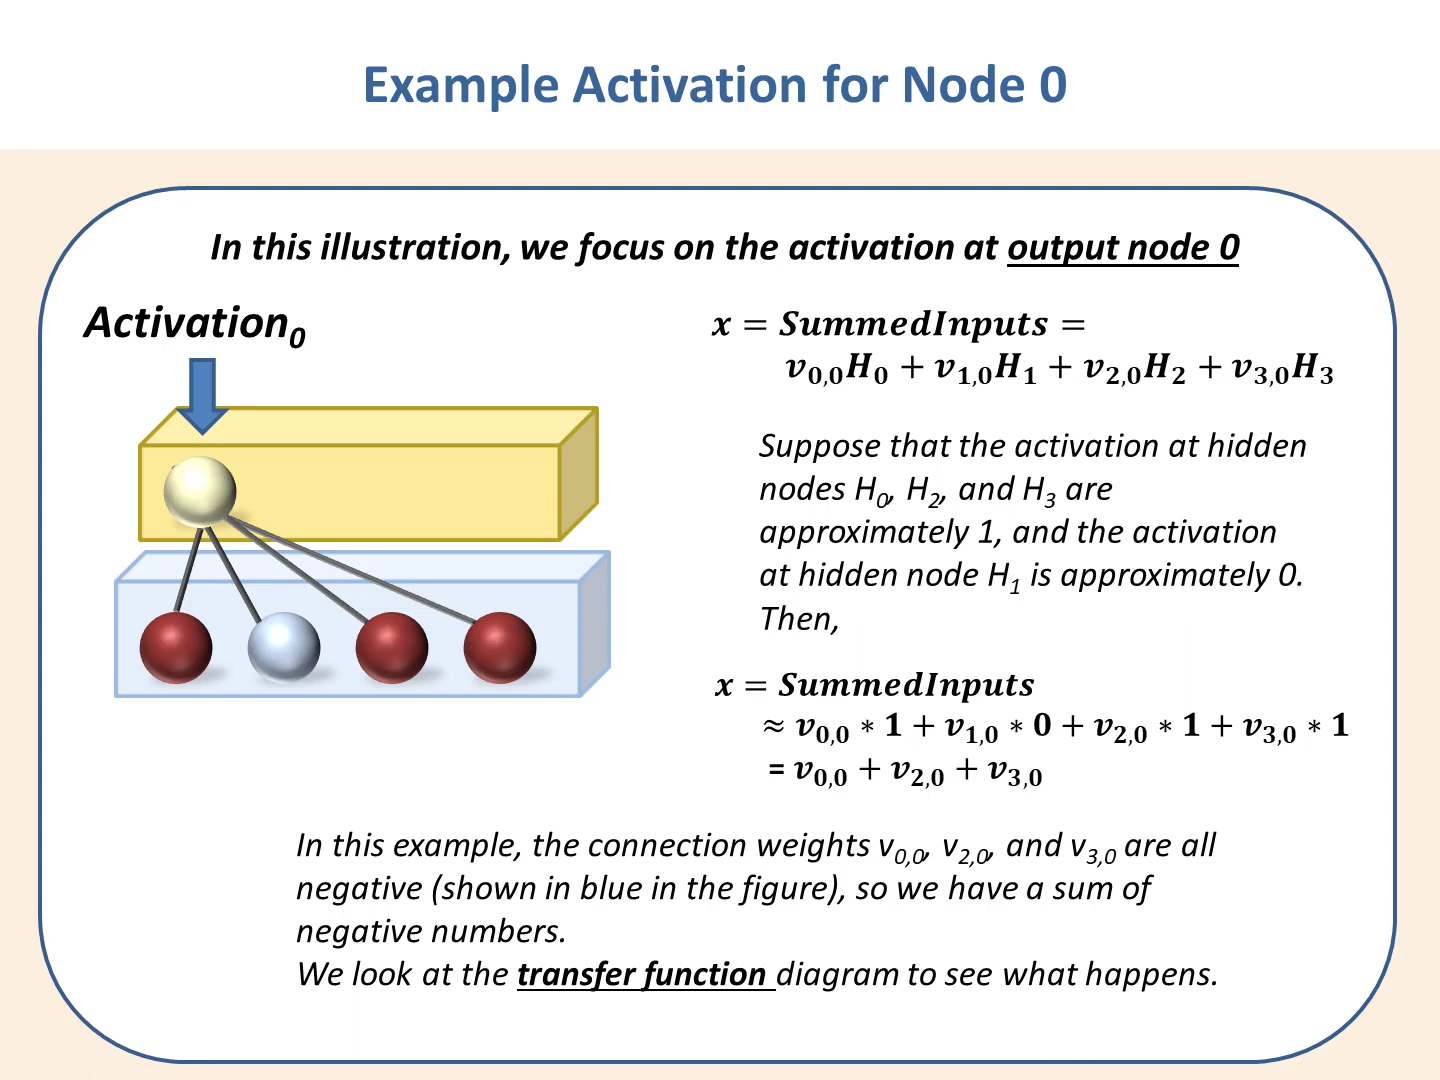 Example Activation for Node 0
In this illustration, we focus on the activation at output node 0
Activation₀
x = SummedInputs =
v₀,₀H₀ + v₁,₀H₁ + v₂,₀H₂ + v₃,₀H₃
Suppose that the activation at hidden
nodes H₀, H₂, and H₃ are
approximately 1, and the activation
at hidden node H₁ is approximately 0.
Then,
x = SummedInputs
≈ v₀,₀ * 1 + v₁,₀ * 0 + v₂,₀ * 1 + v₃,₀ * 1
= v₀,₀ + v₂,₀ + v₃,₀
In this example, the connection weights v₀,₀, v₂,₀, and v₃,₀ are all
negative (shown in blue in the figure), so we have a sum of
negative numbers.
We look at the transfer function diagram to see what happens.